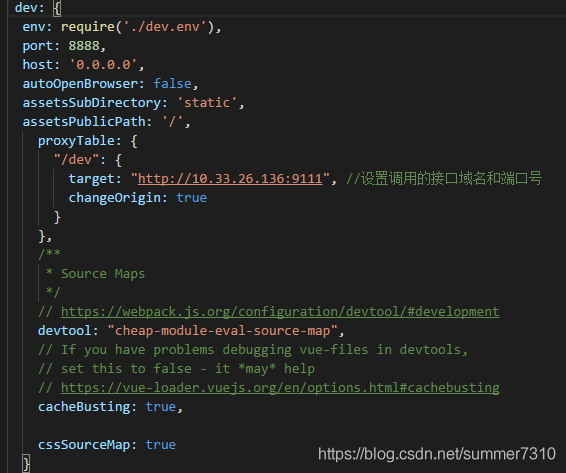 dev: {
env: require('./dev.env'),
port: 8888,
host: '0.0.0.0',
autoOpenBrowser: false,
assetsSubDirectory: 'static',
assetsPublicPath: '/',
proxyTable: {
"/dev": {
target: "http://10.33.26.136:9111", //设置调用的接口域名和端口号
changeOrigin: true
}
},
/**
* Source Maps
*/
// https://webpack.js.org/configuration/devtool/#development
devtool: "cheap-module-eval-source-map",
// If you have problems debugging vue-files in devtools,
// set this to false - it *may* help
// https://vue-loader.vuejs.org/en/options.html#cachebusting
cacheBusting: true,
cssSourceMap: true
}
https://blog.csdn.net/summer7310